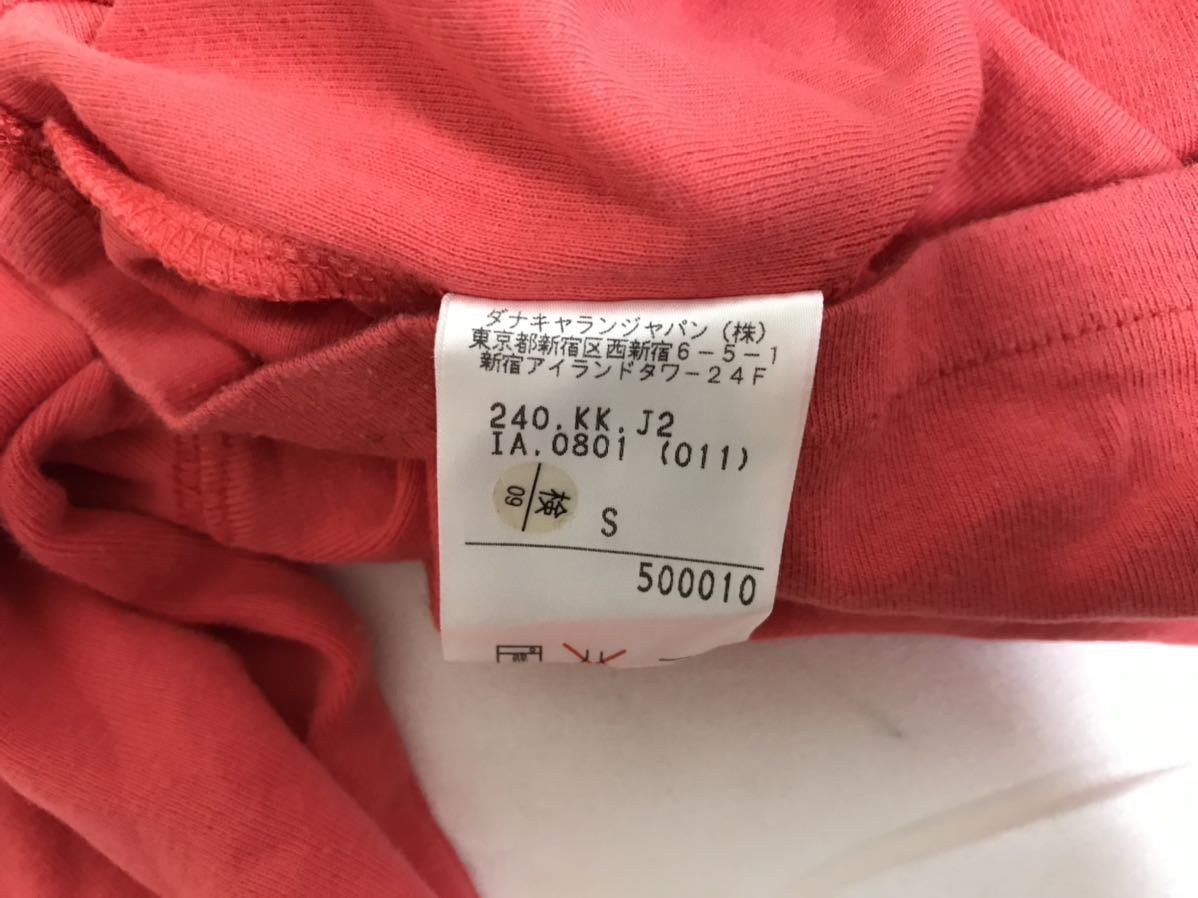 ダナキャランジャパン（株）
東京都新宿区西新宿6－5－1
新宿アイランドタワー24F
240.KK.J2
IA.0801 (011)
検
09
S
500010